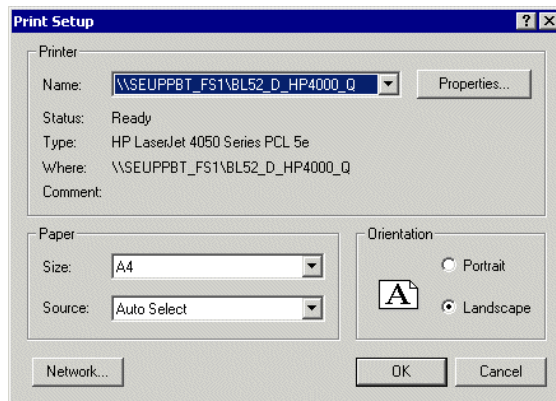 Print Setup
Printer
Name: \\SEUPPBT_FS1\BL52_D_HP4000_Q Properties...
Status: Ready
Type: HP LaserJet 4050 Series PCL 5e
Where: \\SEUPPBT_FS1\BL52_D_HP4000_Q
Comment:
Paper
Size: A4
Source: Auto Select
Orientation
A
Portrait
Landscape
Network... OK Cancel